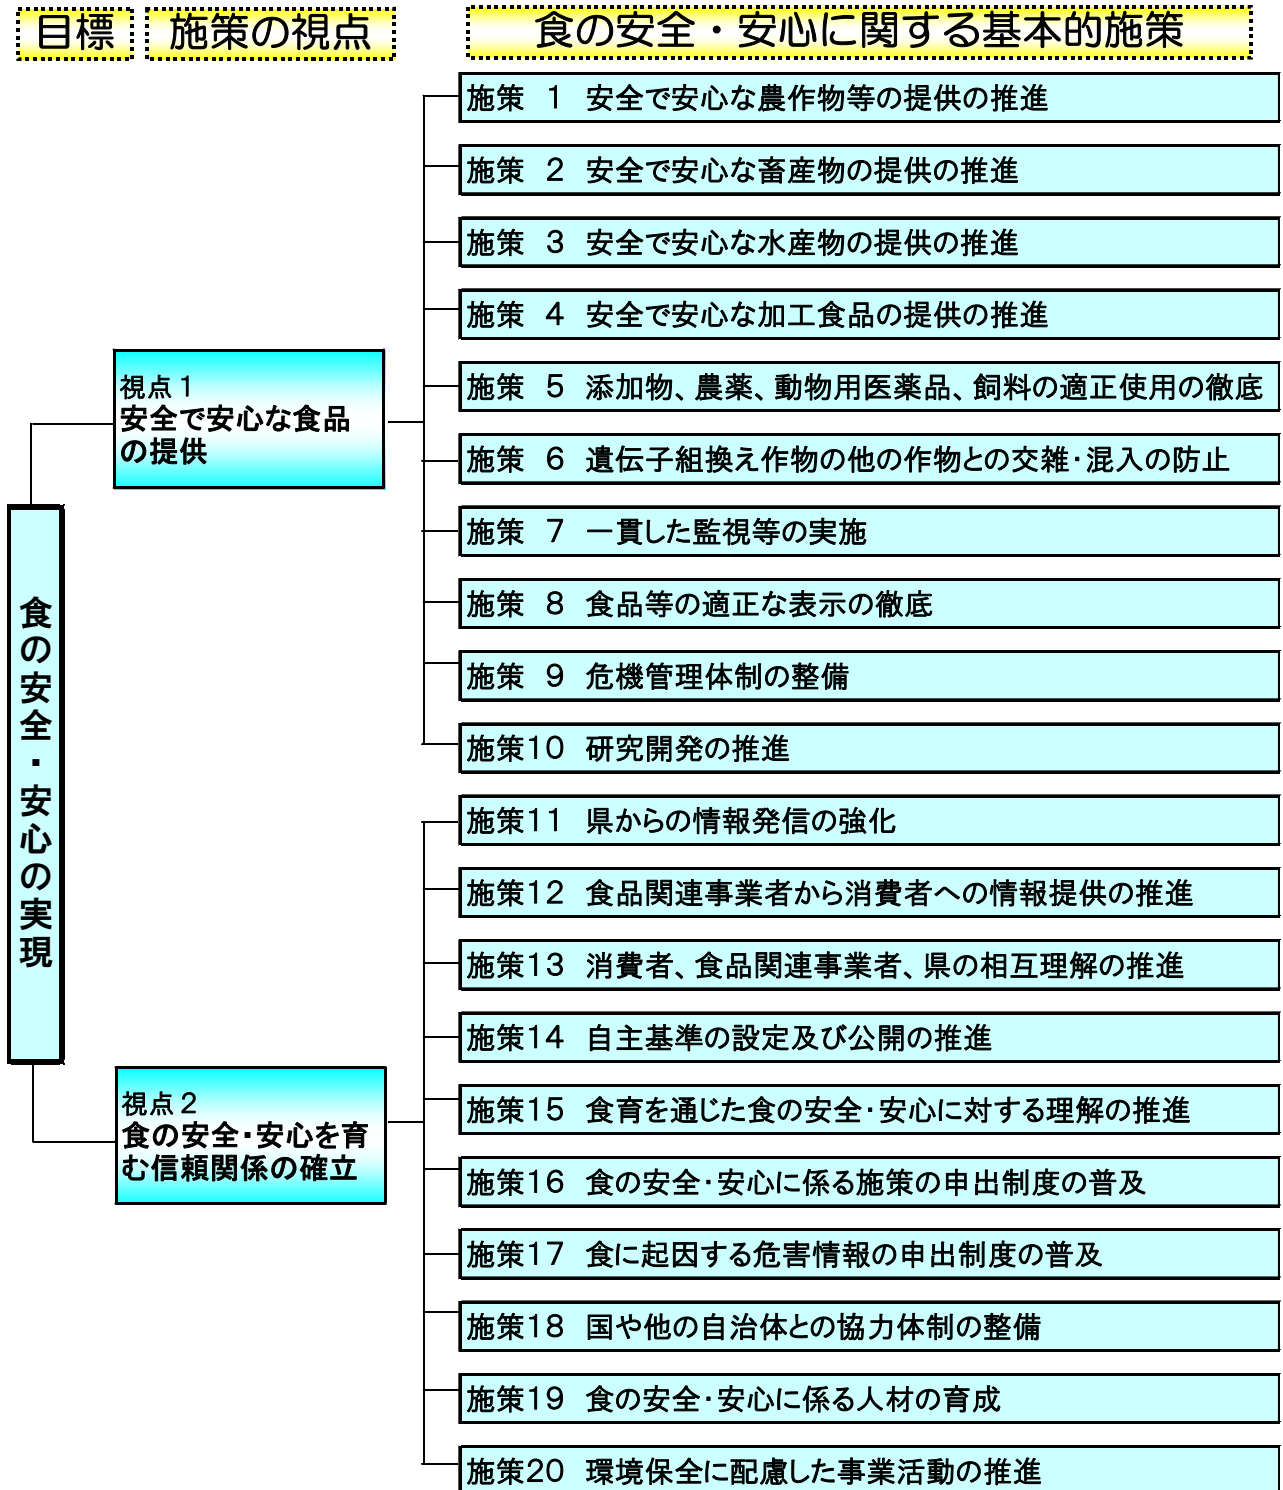 目標 施策の視点 食の安全・安心に関する基本的施策
食の安全・安心の実現
視点１
安全で安心な食品
の提供
施策　１　安全で安心な農作物等の提供の推進
施策　２　安全で安心な畜産物の提供の推進
施策　３　安全で安心な水産物の提供の推進
施策　４　安全で安心な加工食品の提供の推進
施策　５　添加物、農薬、動物用医薬品、飼料の適正使用の徹底
施策　６　遺伝子組換え作物の他の作物との交雑・混入の防止
施策　７　一貫した監視等の実施
施策　８　食品等の適正な表示の徹底
施策　９　危機管理体制の整備
施策１０　研究開発の推進
視点２
食の安全・安心を育
む信頼関係の確立
施策１１　県からの情報発信の強化
施策１２　食品関連事業者から消費者への情報提供の推進
施策１３　消費者、食品関連事業者、県の相互理解の推進
施策１４　自主基準の設定及び公開の推進
施策１５　食育を通じた食の安全・安心に対する理解の推進
施策１６　食の安全・安心に係る施策の申出制度の普及
施策１７　食に起因する危害情報の申出制度の普及
施策１８　国や他の自治体との協力体制の整備
施策１９　食の安全・安心に係る人材の育成
施策２０　環境保全に配慮した事業活動の推進